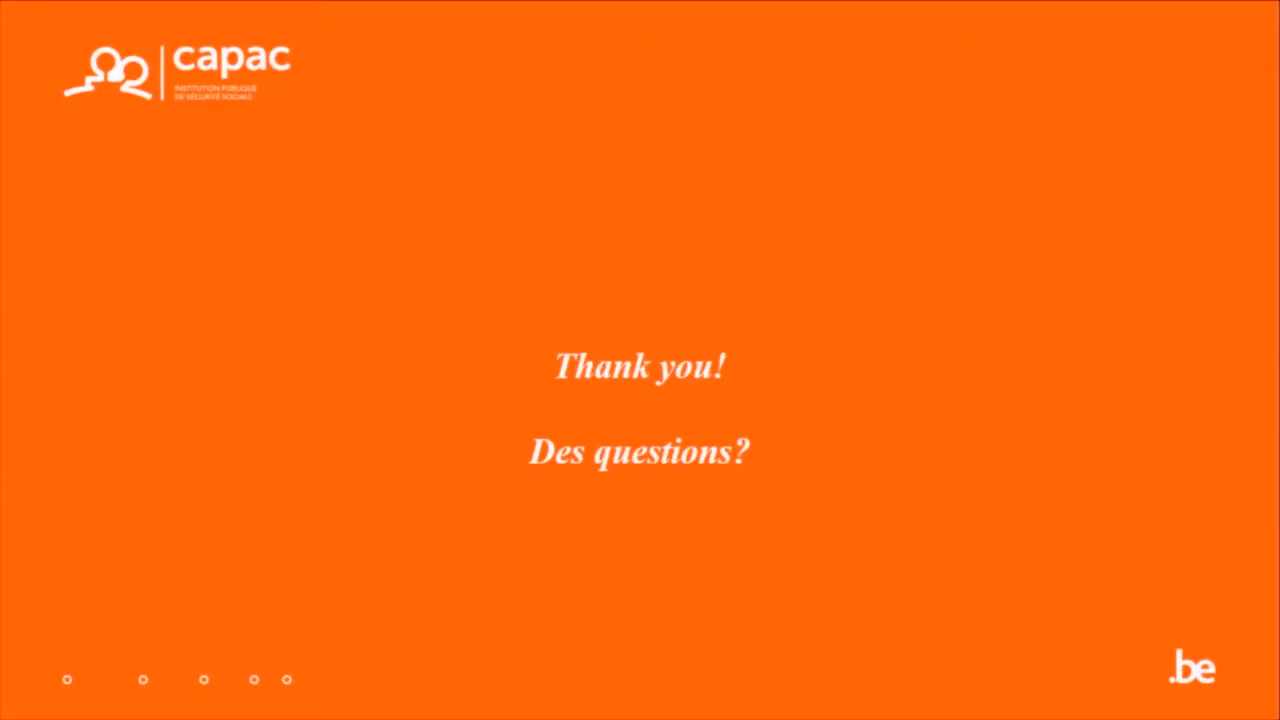 capac
INSTITUTION PUBLIQUE
DE SÉCURITÉ SOCIALE
Thank you!
Des questions?
.be